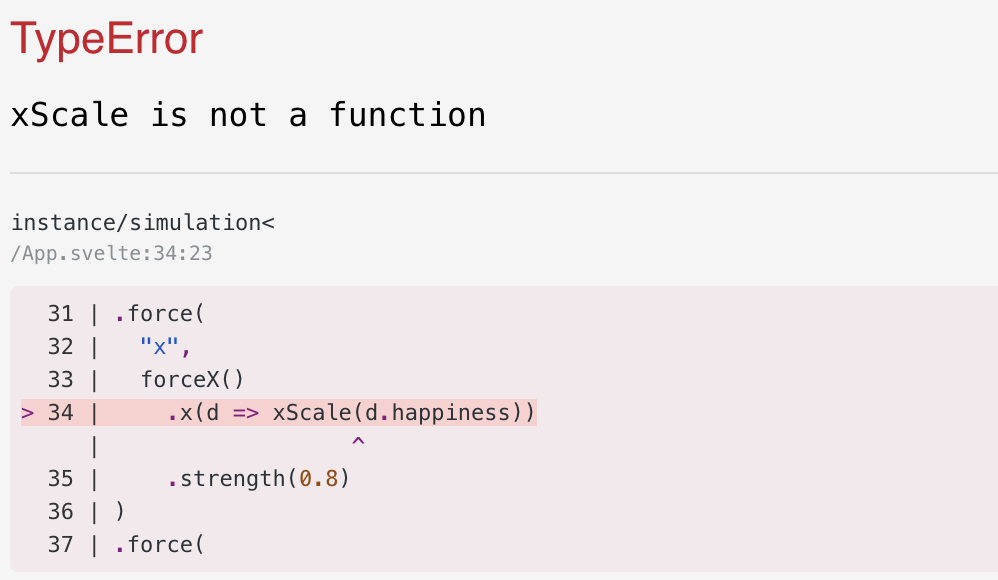 TypeError
xScale is not a function
instance/simulation<
/App.svelte:34:23
31 | .force(
32 |   "x",
33 |   forceX()
> 34 |     .x(d => xScale(d.happiness))
|                   ^
35 |     .strength(0.8)
36 | )
37 | .force(